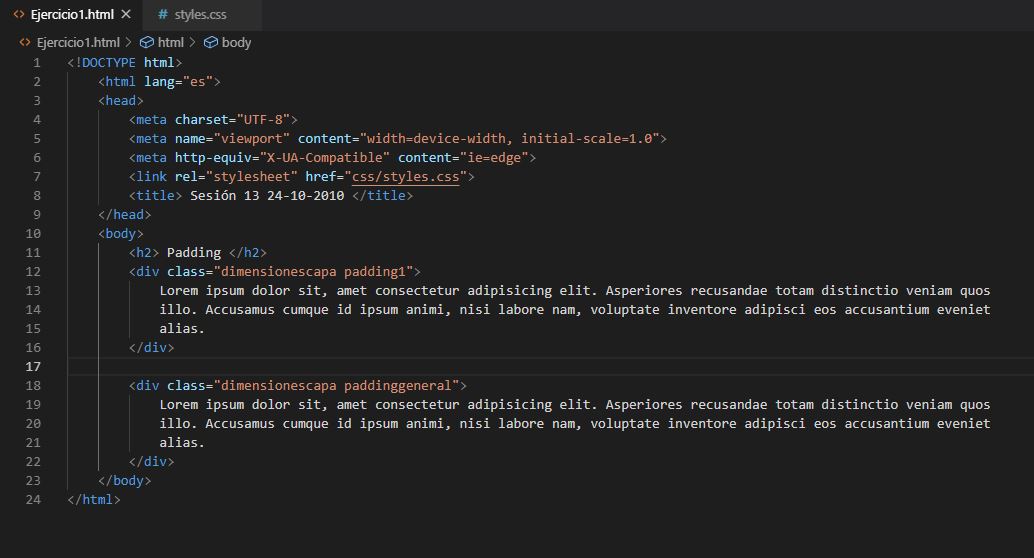 Ejercicio1.html × # styles.css
Ejercicio1.html > html > body
1 <!DOCTYPE html>
2 <html lang="es">
3 <head>
4 <meta charset="UTF-8">
5 <meta name="viewport" content="width=device-width, initial-scale=1.0">
6 <meta http-equiv="X-UA-Compatible" content="ie=edge">
7 <link rel="stylesheet" href="css/styles.css">
8 <title> Sesión 13 24-10-2010 </title>
9 </head>
10 <body>
11 <h2> Padding </h2>
12 <div class="dimensionescapa padding1">
13 Lorem ipsum dolor sit, amet consectetur adipisicing elit. Asperiores recusandae totam distinctio veniam quos
14 illo. Accusamus cumque id ipsum animi, nisi labore nam, voluptate inventore adipisci eos accusantium eveniet
15 alias.
16 </div>
17
18 <div class="dimensionescapa paddinggeneral">
19 Lorem ipsum dolor sit, amet consectetur adipisicing elit. Asperiores recusandae totam distinctio veniam quos
20 illo. Accusamus cumque id ipsum animi, nisi labore nam, voluptate inventore adipisci eos accusantium eveniet
21 alias.
22 </div>
23 </body>
24 </html>